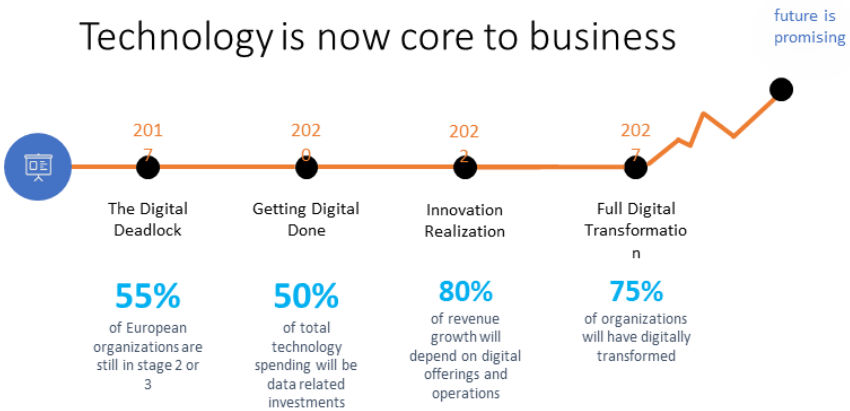 future is
promising
Technology is now core to business
201
7
The Digital
Deadlock
55%
of European
organizations are
still in stage 2 or
3
202
0
Getting Digital
Done
50%
of total
technology
spending will be
data related
investments
202
2
Innovation
Realization
80%
of revenue
growth will
depend on digital
offerings and
operations
202
7
Full Digital
Transformatio
n
75%
of organizations
will have digitally
transformed